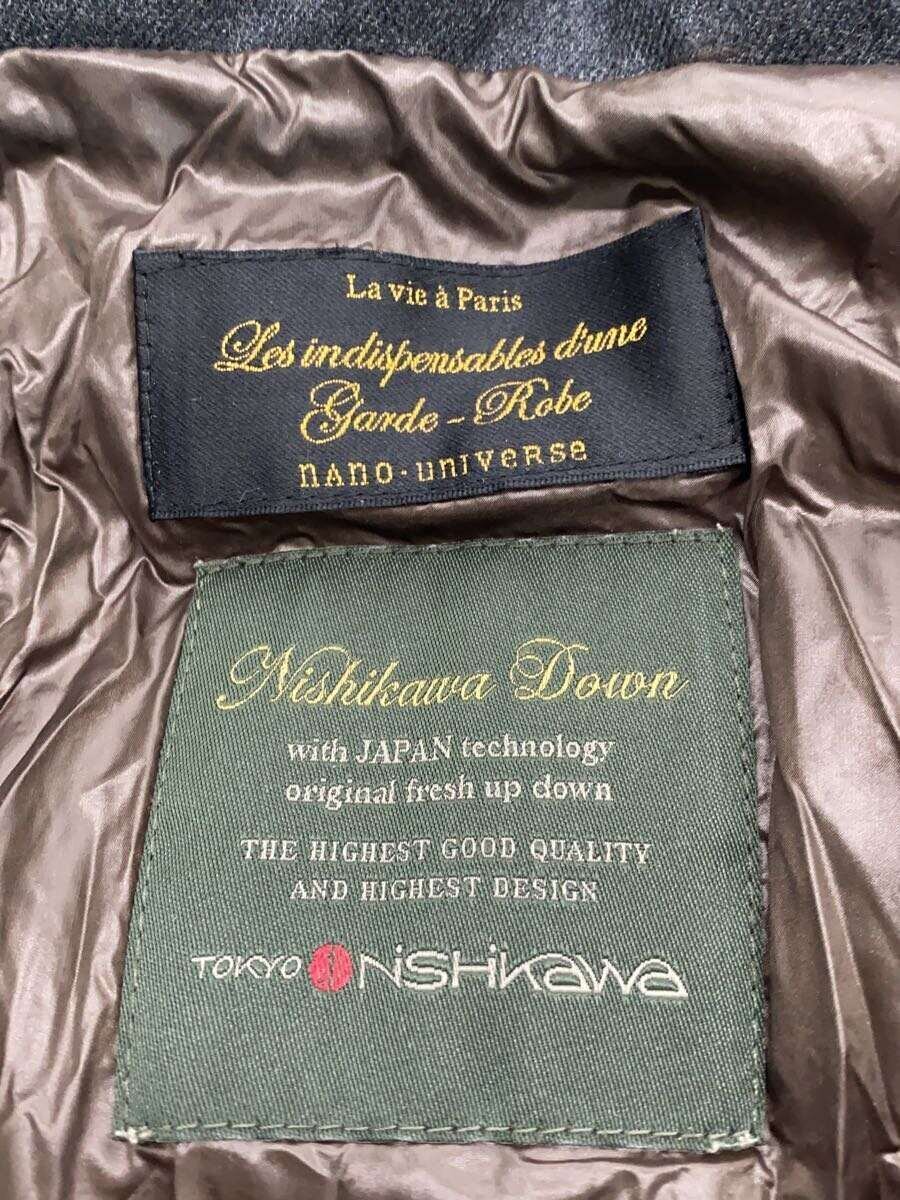 La vie à Paris
Les indispensables d'une
Garde-Robe
nAno·unIVeRse
Nishikawa Down
with JAPAN technology
original fresh up down
THE HIGHEST GOOD QUALITY
AND HIGHEST DESIGN
TOKYO NiSHiKaWa